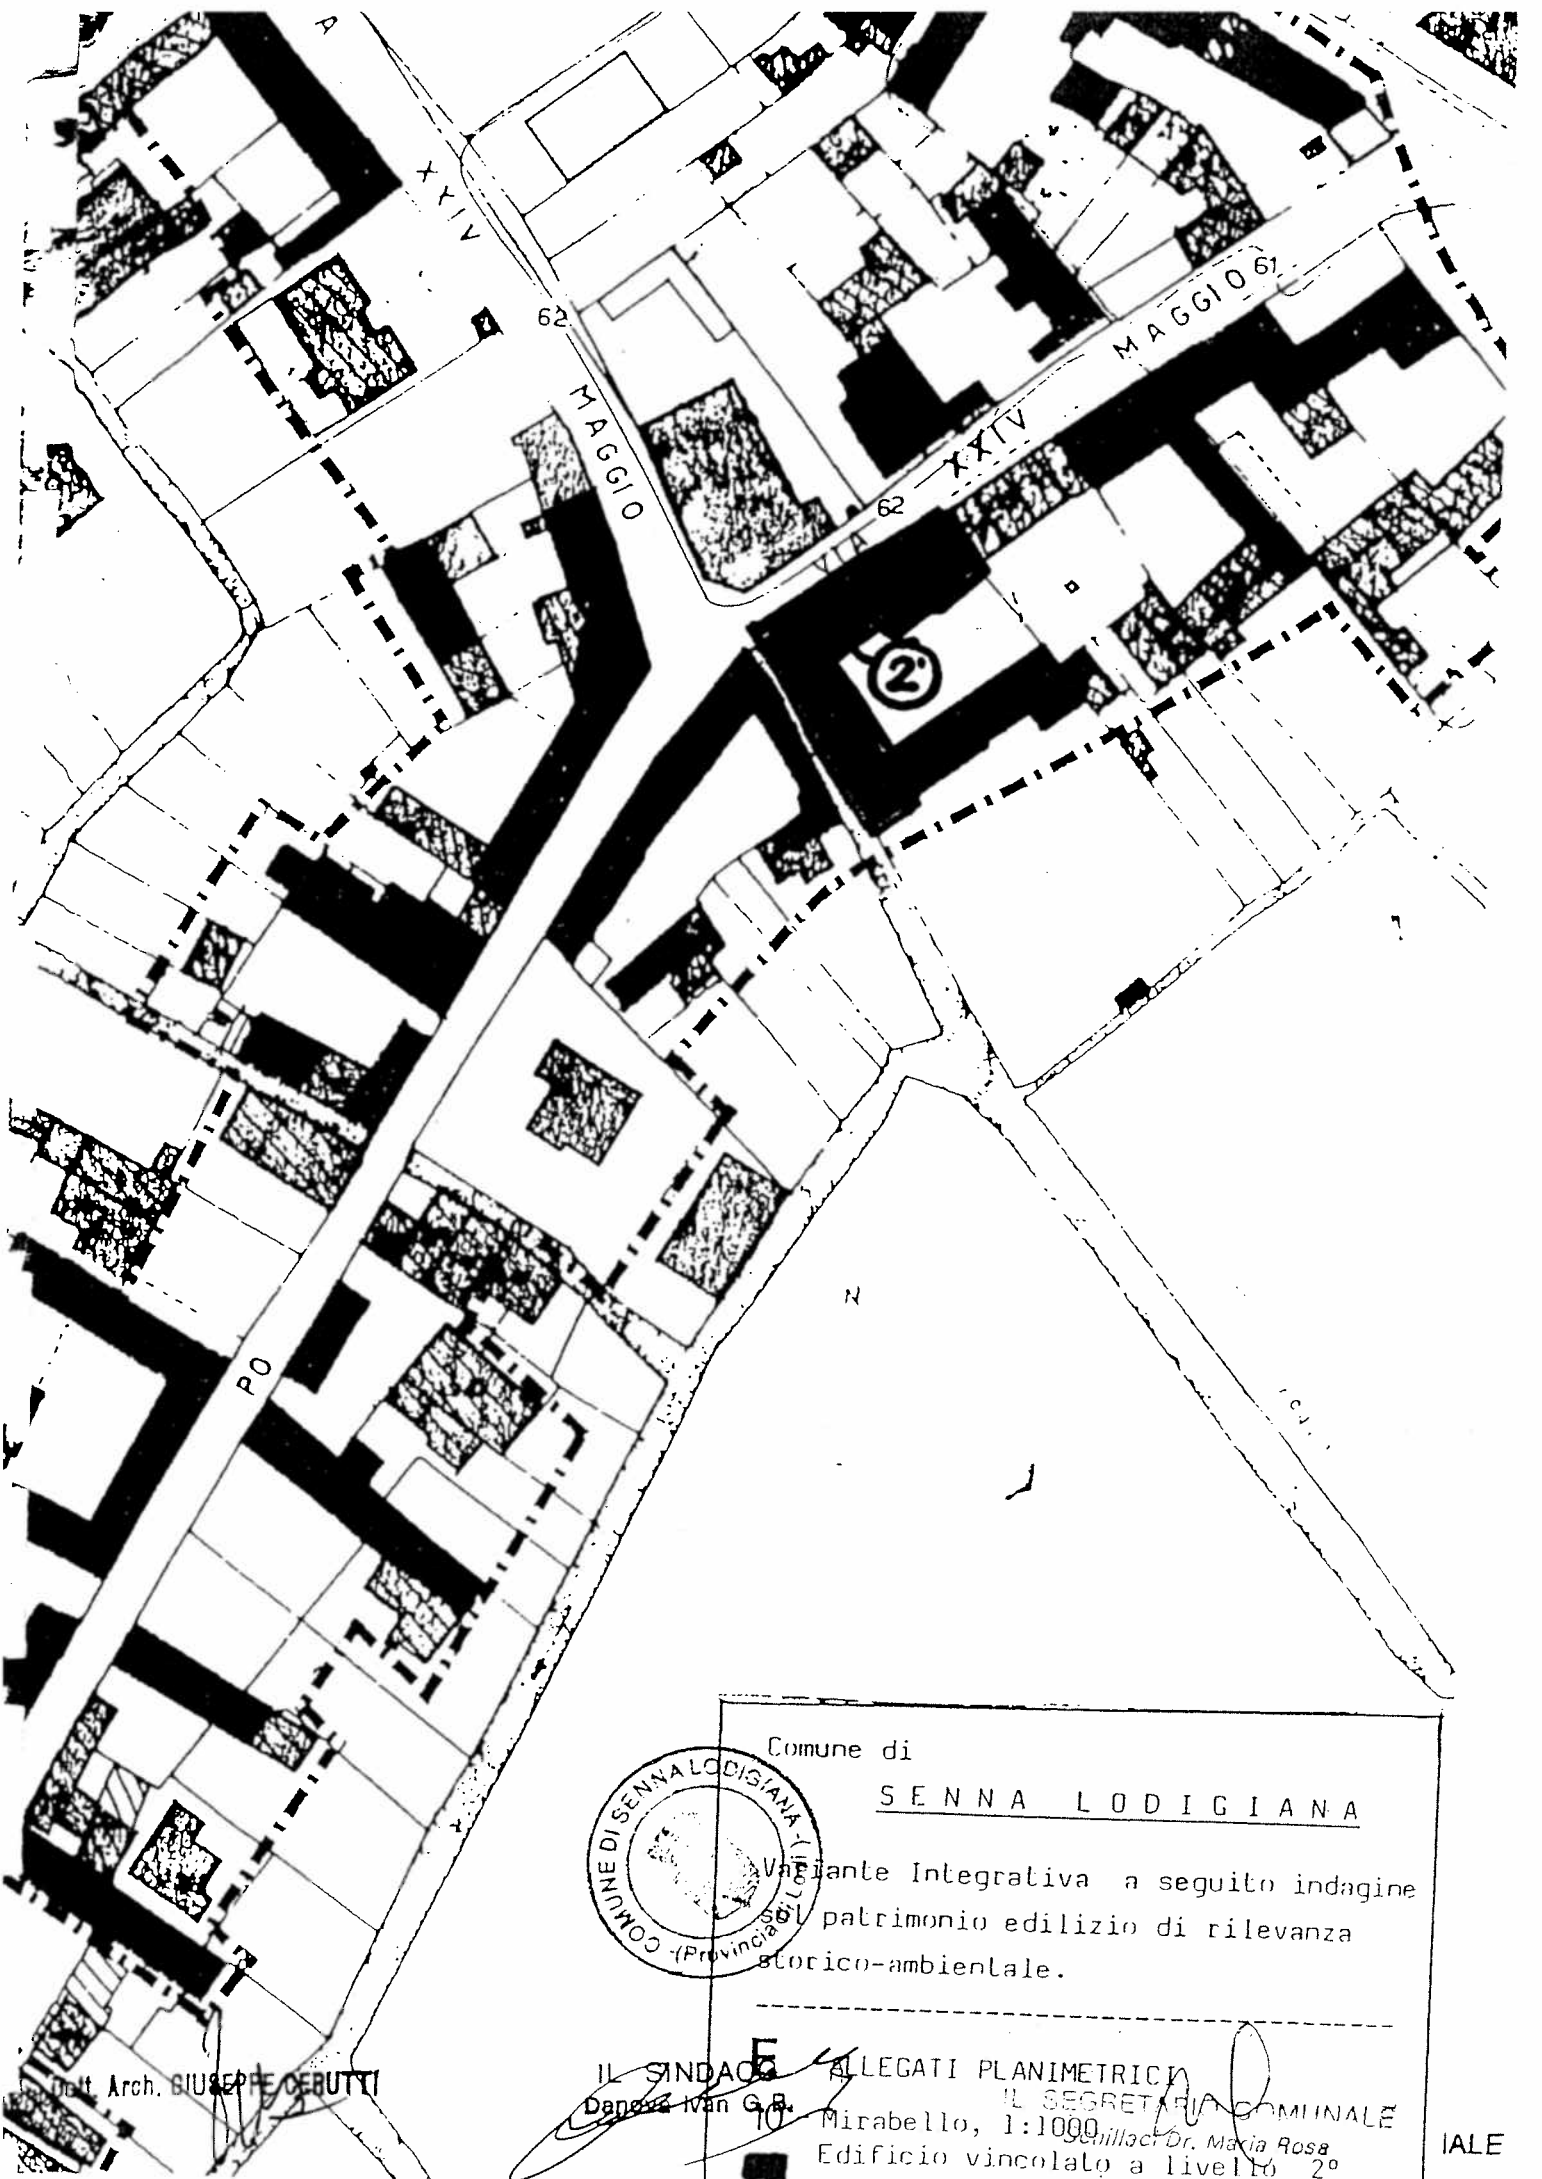 A
XXIV
62
MAGGIO
61
MAGGIO
XXIV
62
VIA
2°
PO
Comune di
SENNA LODIGIANA
COMUNE DI SENNA LODIGIANA -(Provincia di Lodi)-
Variante Integrativa a seguito indagine
sul patrimonio edilizio di rilevanza
storico-ambientale.
E ALLEGATI PLANIMETRICI
Dott. Arch. GIUSEPPE CERUTTI
IL SINDACO
Danova Ivan G.B.
IL SEGRETARIO COMUNALE
Dr. Maria Rosa
10 Mirabello, 1:1000
Edificio vincolato a livello 2°
IALE